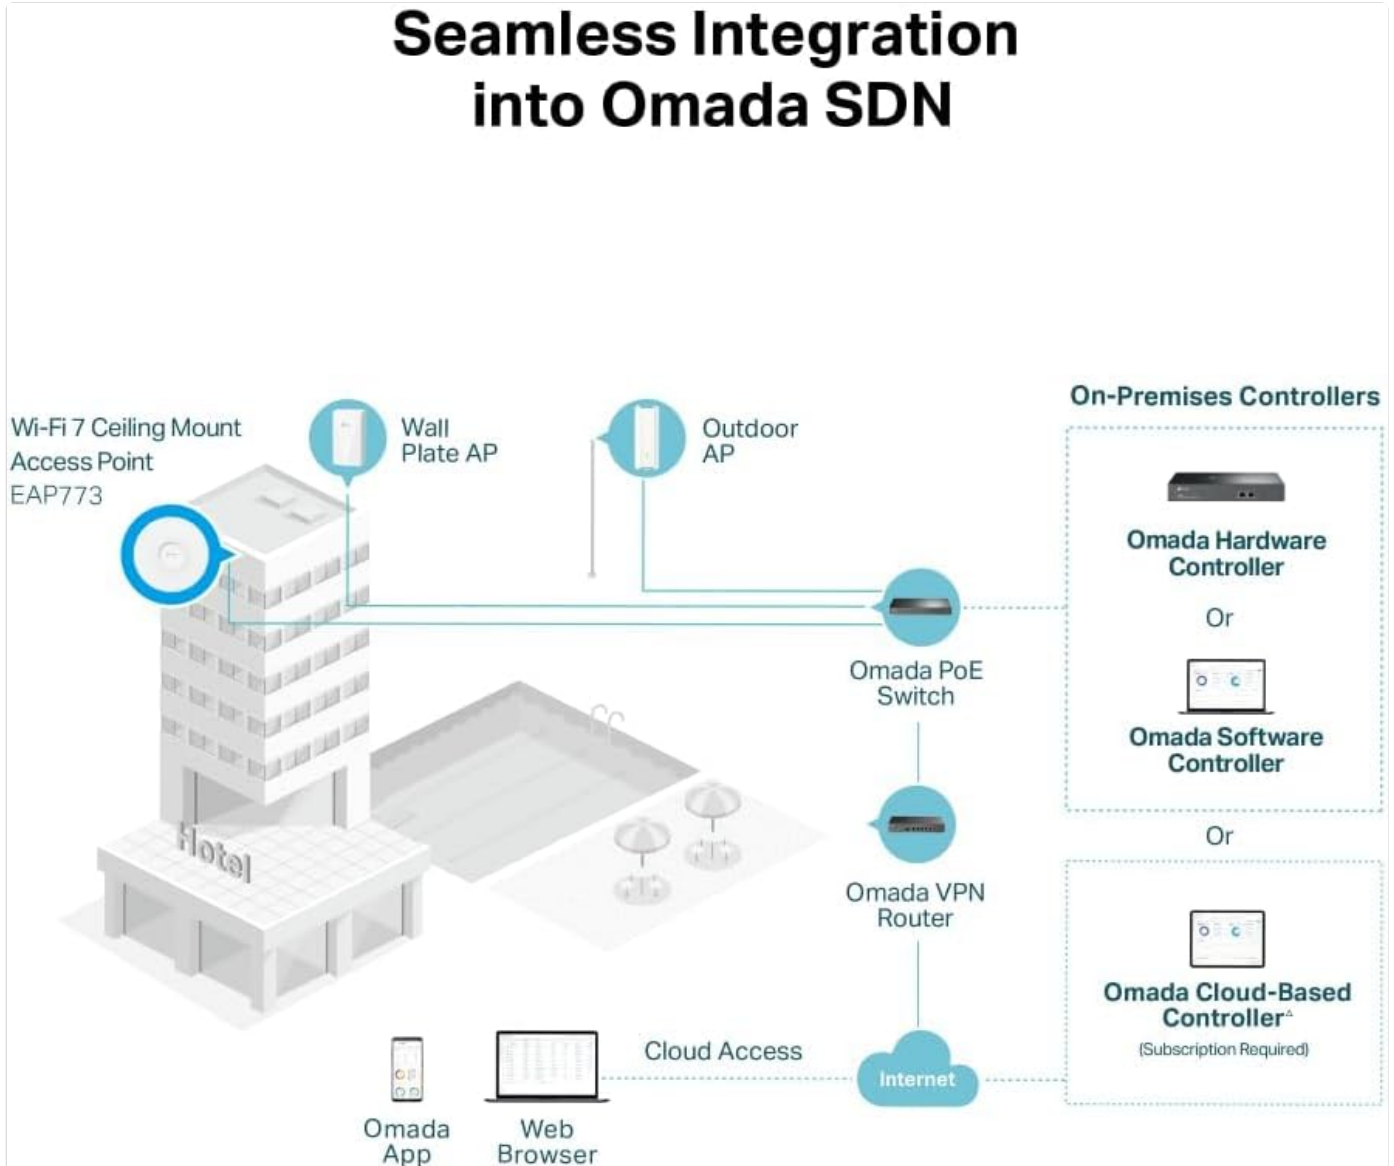 Seamless Integration
into Omada SDN
On-Premises Controllers
Wi-Fi 7 Ceiling Mount
Access Point
EAP773
Wall
Plate AP
Outdoor
AP
Omada Hardware
Controller
Or
Omada PoE
Switch
Omada Software
Controller
Or
Hotel
Omada VPN
Router
Omada Cloud-Based
Controller△
(Subscription Required)
Cloud Access
Internet
Omada
App
Web
Browser